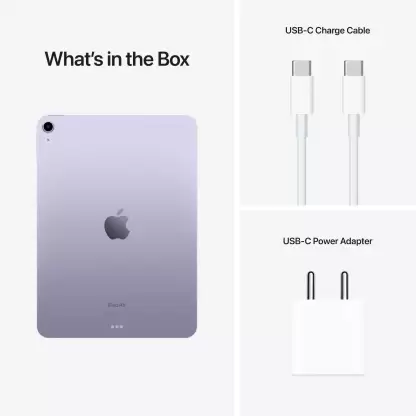 What's in the Box
USB-C Charge Cable
USB-C Power Adapter